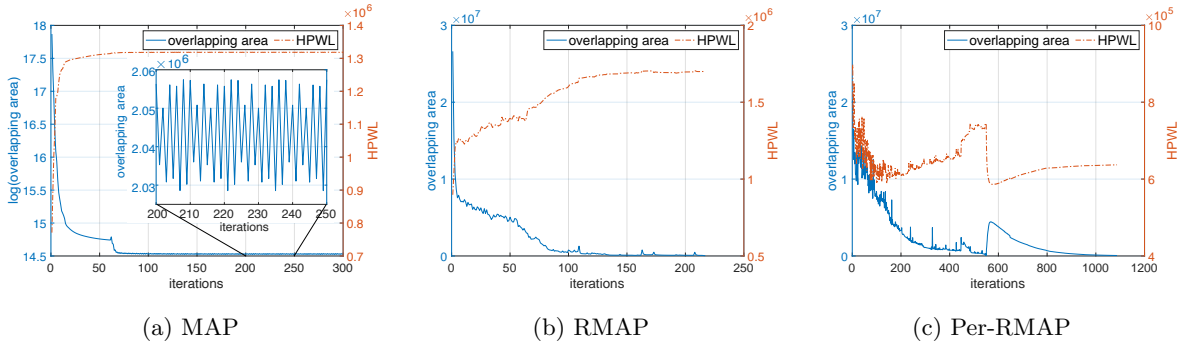 ×10⁶
18
overlapping area HPWL
1.4
17.5
1.3
17
1.2
16.5
1.1
16
1
15.5
0.9
15
0.8
14.5
0.7
log(overlapping area)
HPWL
0 50 100 150 200 250 300
iterations
×10⁶
2.06
2.05
2.04
2.03
overlapping area
200 210 220 230 240 250
iterations
(a) MAP
×10⁷
×10⁶
3
overlapping area HPWL
2
2
1.5
1
1
0
0.5
overlapping area
HPWL
0 50 100 150 200 250
iterations
(b) RMAP
×10⁷
×10⁵
3
overlapping area HPWL
10
2
8
1
6
0
4
overlapping area
HPWL
0 200 400 600 800 1000 1200
iterations
(c) Per-RMAP